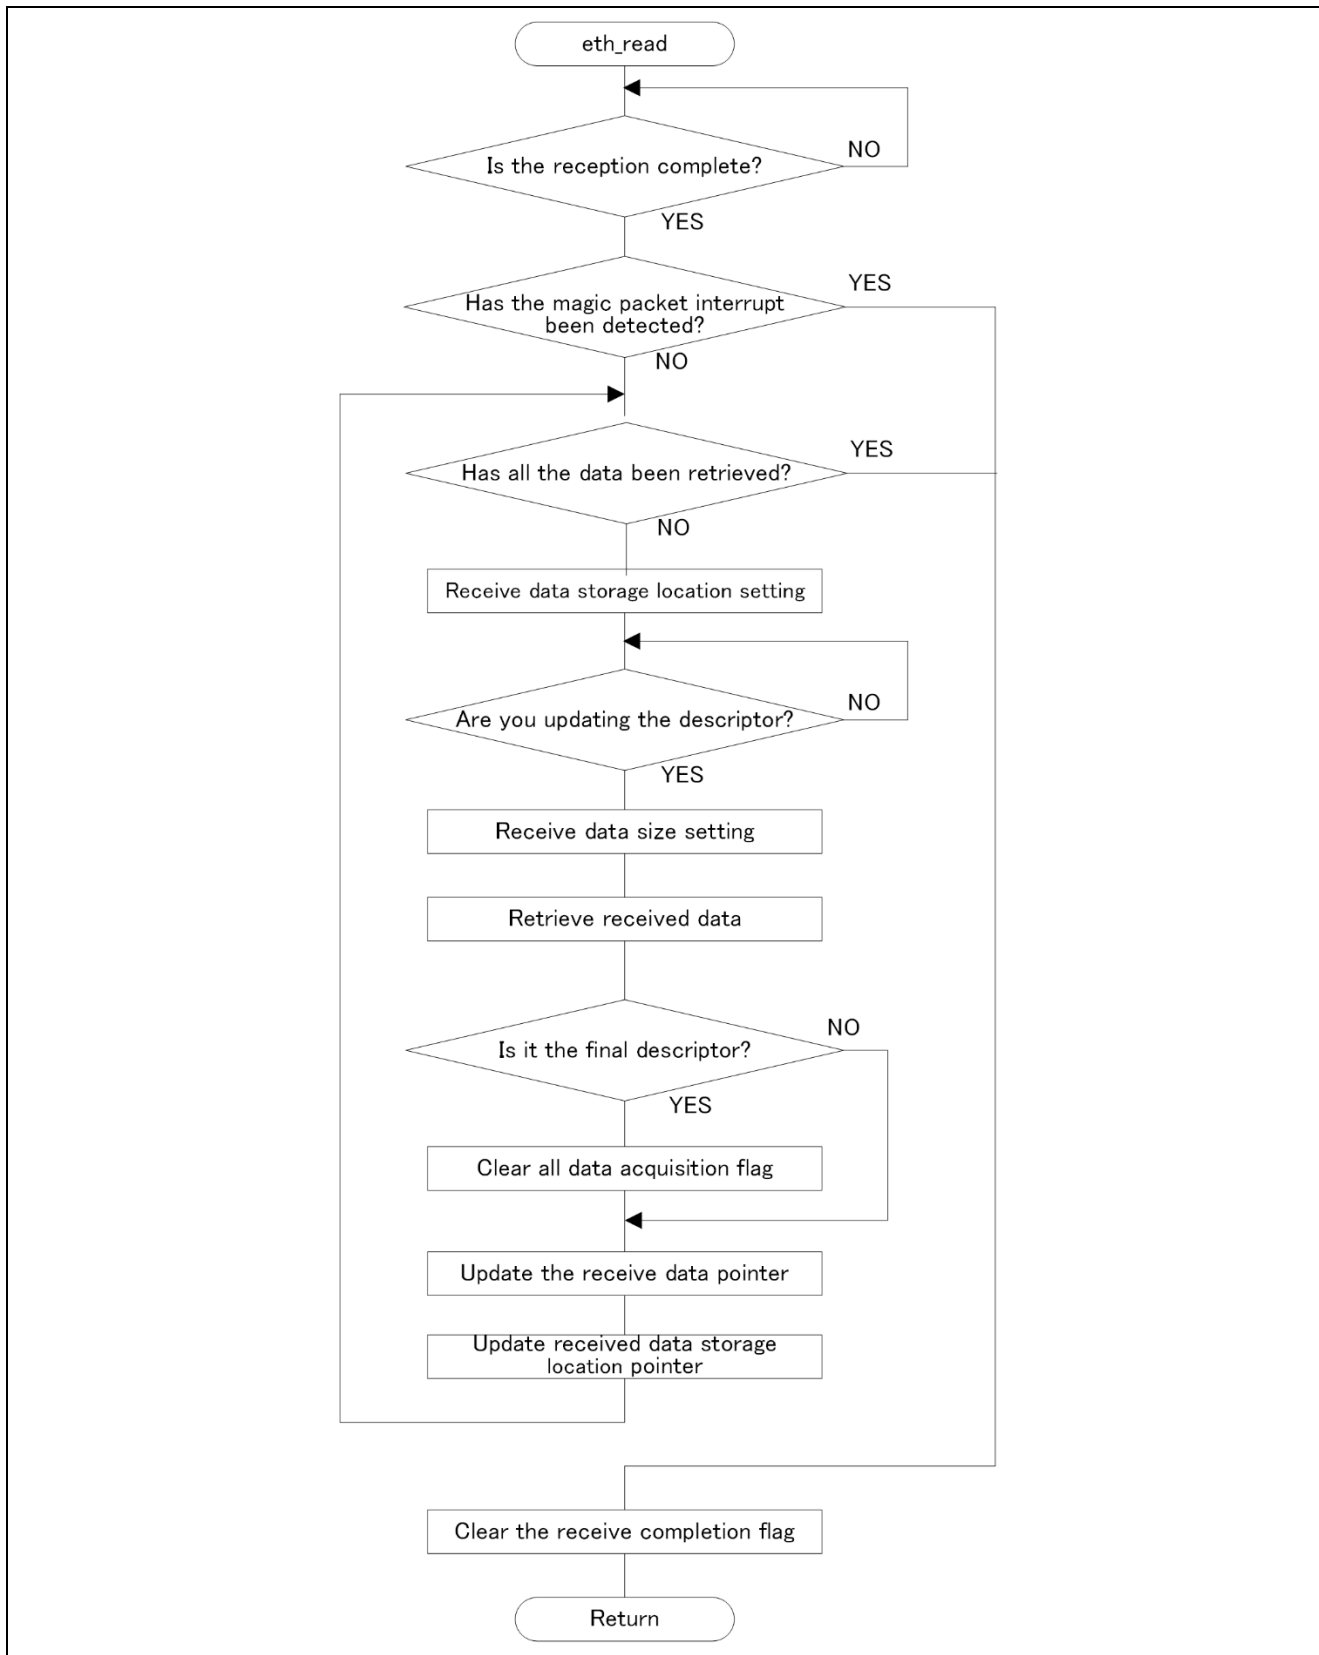 eth_read
Is the reception complete?
NO
YES
Has the magic packet interrupt
been detected?
YES
NO
Has all the data been retrieved?
YES
NO
Receive data storage location setting
Are you updating the descriptor?
NO
YES
Receive data size setting
Retrieve received data
Is it the final descriptor?
NO
YES
Clear all data acquisition flag
Update the receive data pointer
Update received data storage
location pointer
Clear the receive completion flag
Return